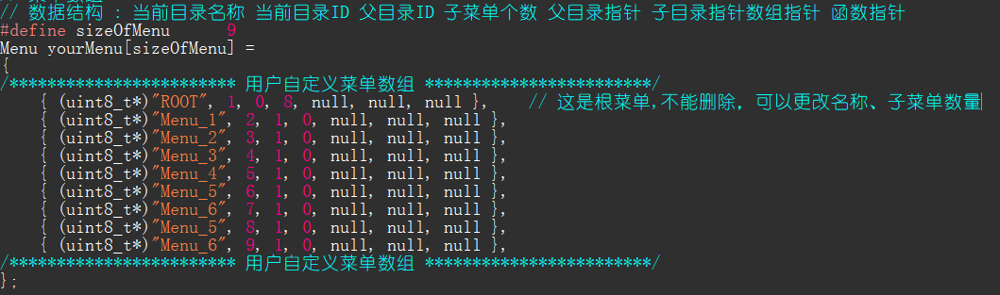 // 数据结构 : 当前目录名称 当前目录ID 父目录ID 子菜单个数 父目录指针 子目录指针数组指针 函数指针
#define sizeOfMenu      9
Menu yourMenu[sizeOfMenu] =
{
/************************ 用户自定义菜单数组 ************************/
    { (uint8_t*)"ROOT", 1, 0, 8, null, null, null },    // 这是根菜单,不能删除，可以更改名称、子菜单数量
    { (uint8_t*)"Menu_1", 2, 1, 0, null, null, null },
    { (uint8_t*)"Menu_2", 3, 1, 0, null, null, null },
    { (uint8_t*)"Menu_3", 4, 1, 0, null, null, null },
    { (uint8_t*)"Menu_4", 5, 1, 0, null, null, null },
    { (uint8_t*)"Menu_5", 6, 1, 0, null, null, null },
    { (uint8_t*)"Menu_6", 7, 1, 0, null, null, null },
    { (uint8_t*)"Menu_5", 8, 1, 0, null, null, null },
    { (uint8_t*)"Menu_6", 9, 1, 0, null, null, null },
/************************ 用户自定义菜单数组 ************************/
};